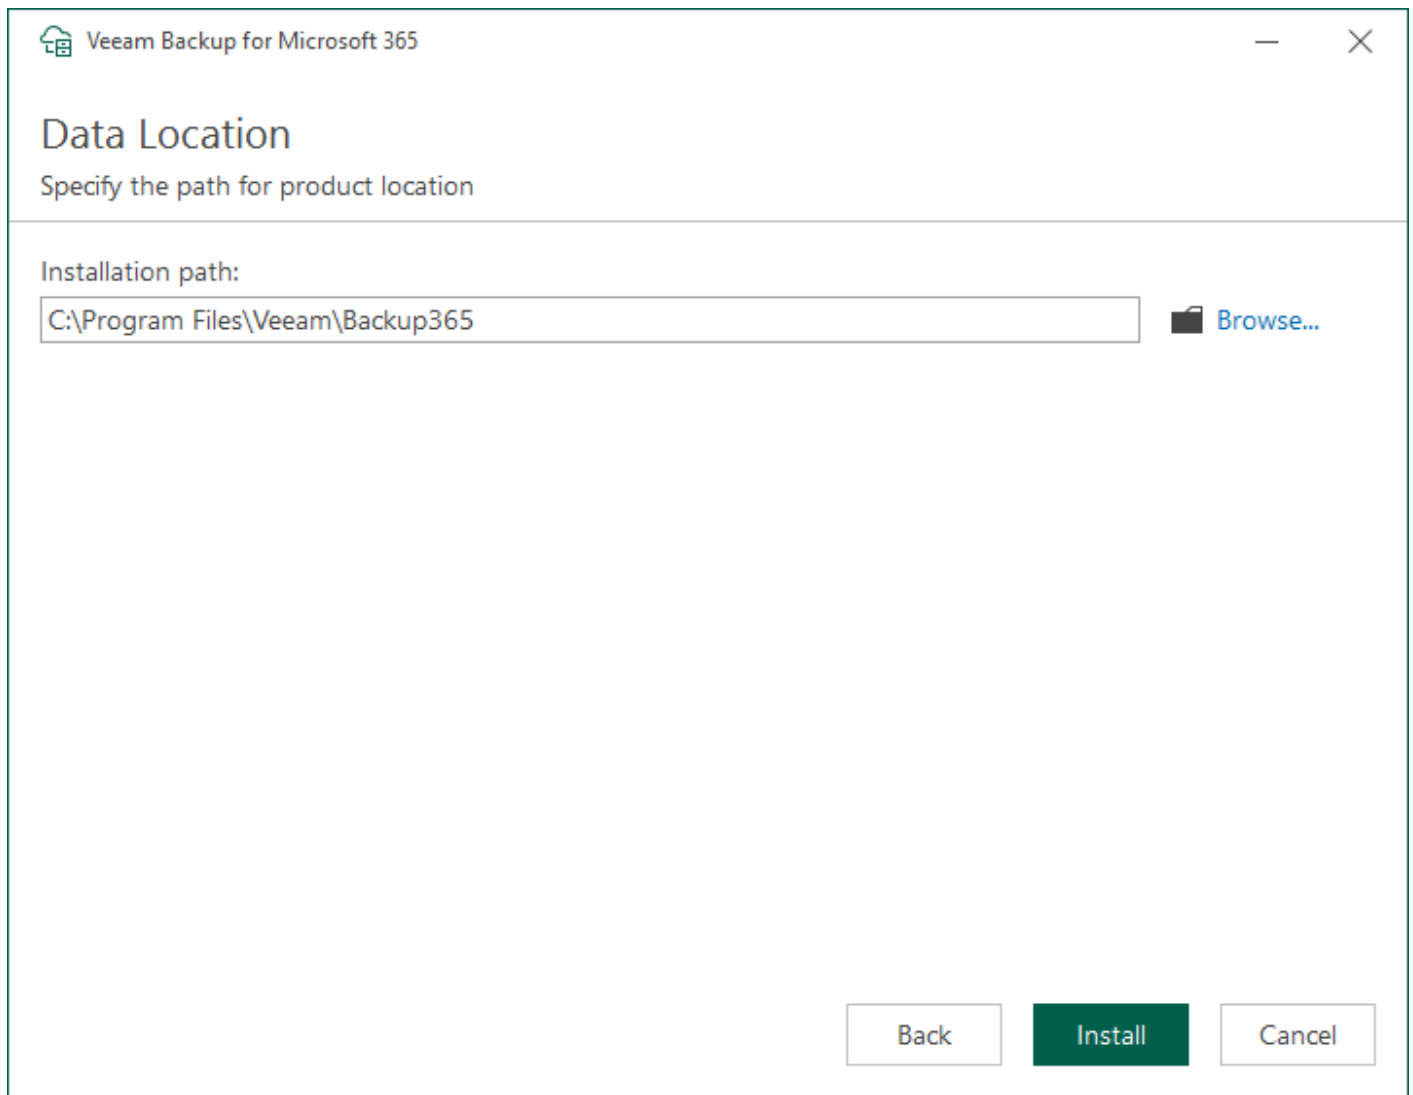 Veeam Backup for Microsoft 365
Data Location
Specify the path for product location
Installation path:
C:\Program Files\Veeam\Backup365
Browse...
Back
Install
Cancel